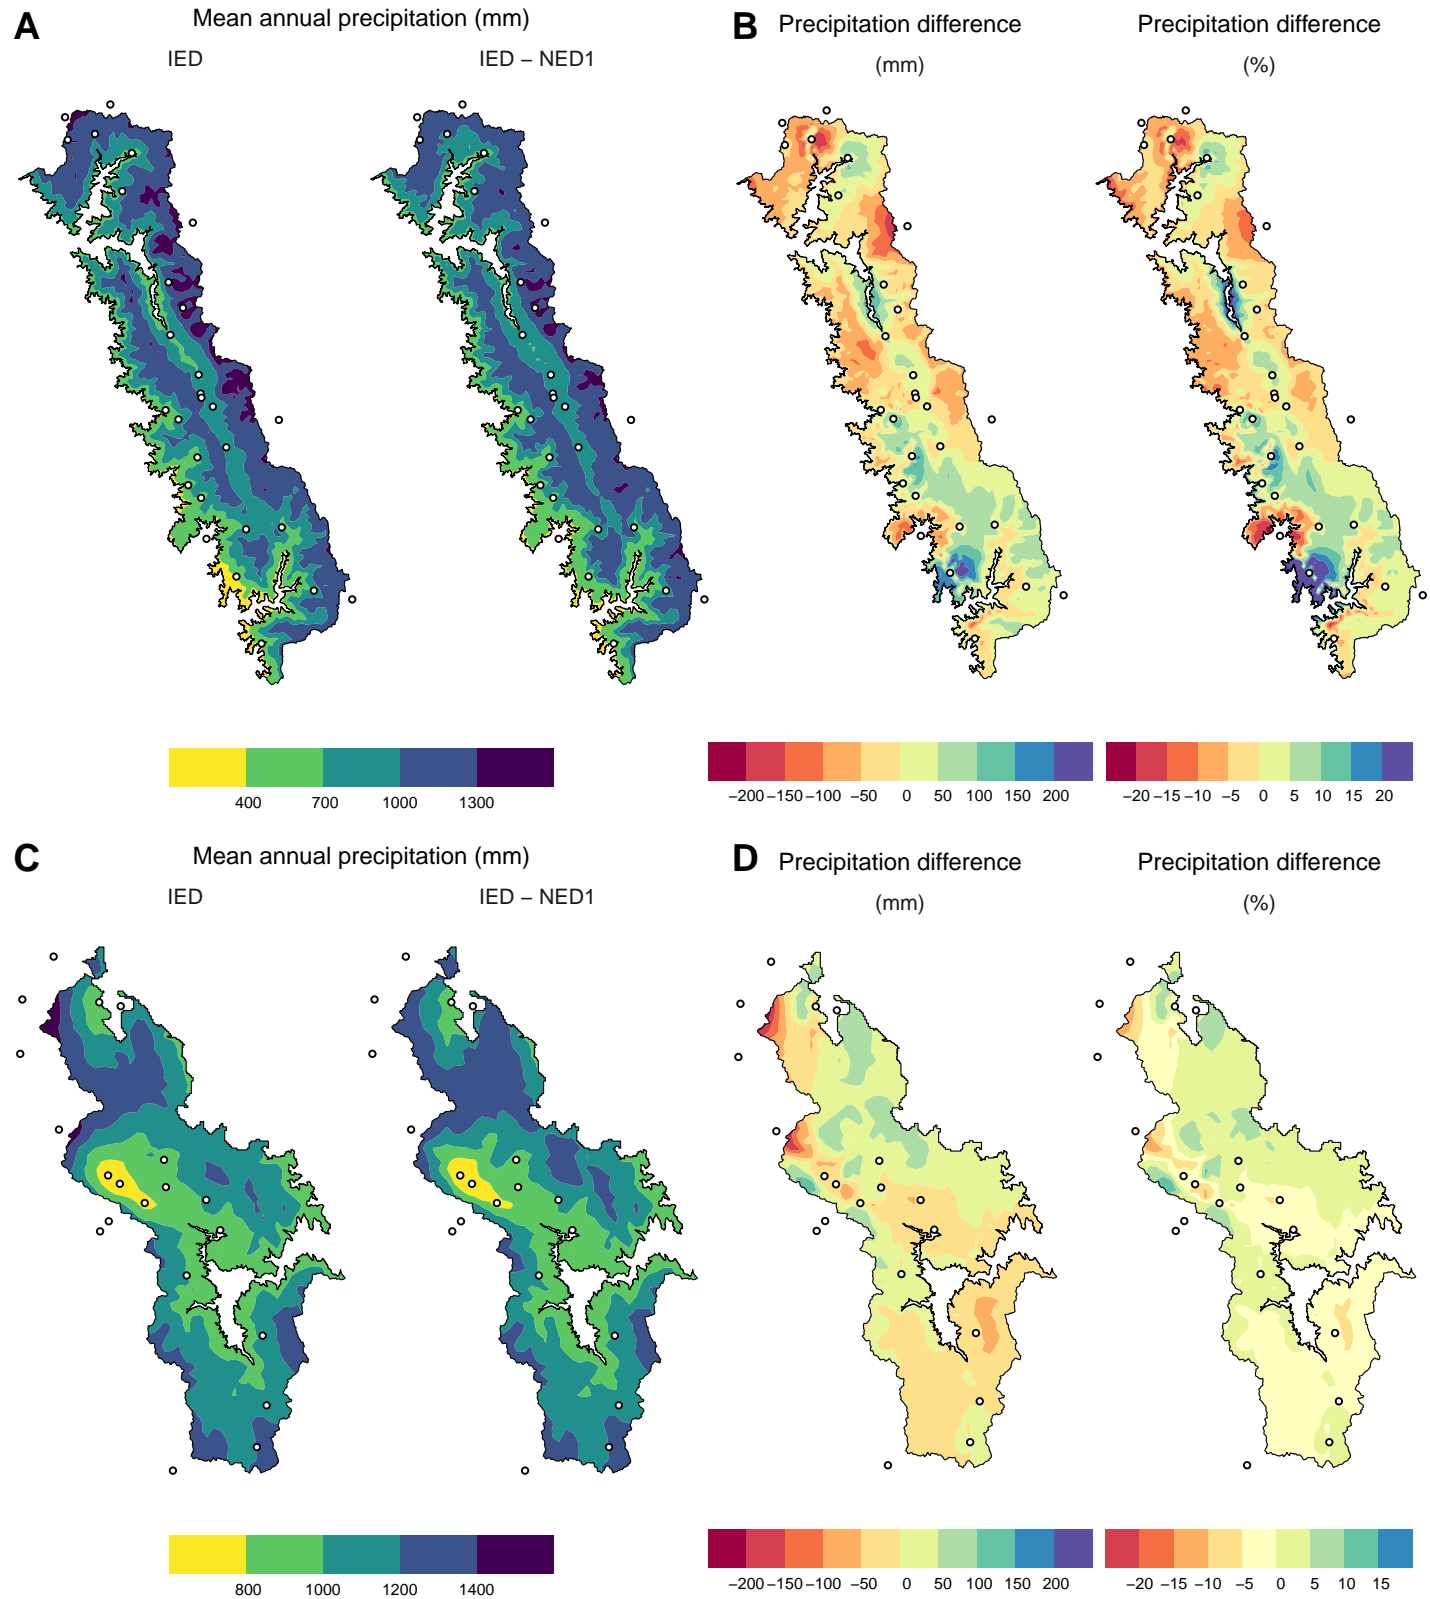 A Mean annual precipitation (mm) B Precipitation difference Precipitation difference
IED IED − NED1 (mm) (%)
400 700 1000 1300
−200 −150 −100 −50 0 50 100 150 200
−20 −15 −10 −5 0 5 10 15 20
C Mean annual precipitation (mm) D Precipitation difference Precipitation difference
IED IED − NED1 (mm) (%)
800 1000 1200 1400
−200 −150 −100 −50 0 50 100 150 200
−20 −15 −10 −5 0 5 10 15